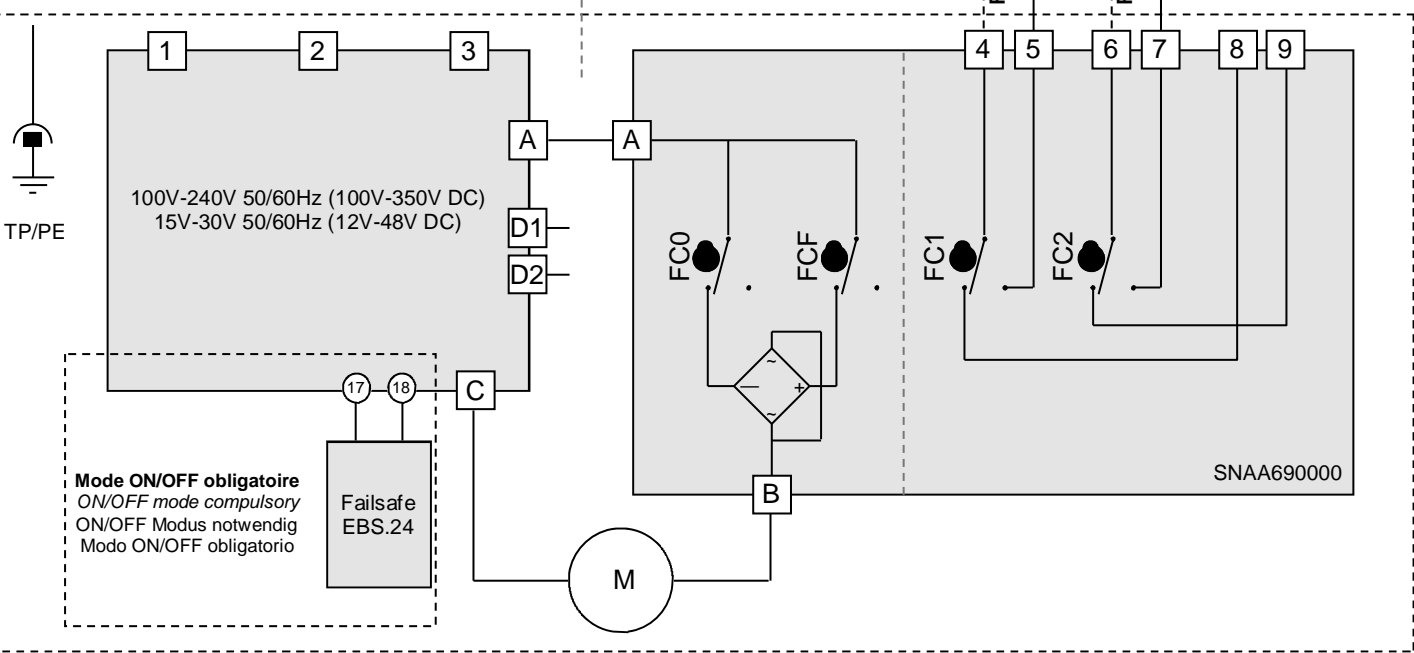 1
2
3
4
5
6
7
8
9
A
A
TP/PE
100V-240V 50/60Hz (100V-350V DC)
15V-30V 50/60Hz (12V-48V DC)
D1
D2
FC0
FCF
FC1
FC2
~
—
+
~
17
18
C
Mode ON/OFF obligatoire
ON/OFF mode compulsory
ON/OFF Modus notwendig
Modo ON/OFF obligatorio
Failsafe
EBS.24
SNAA690000
B
M